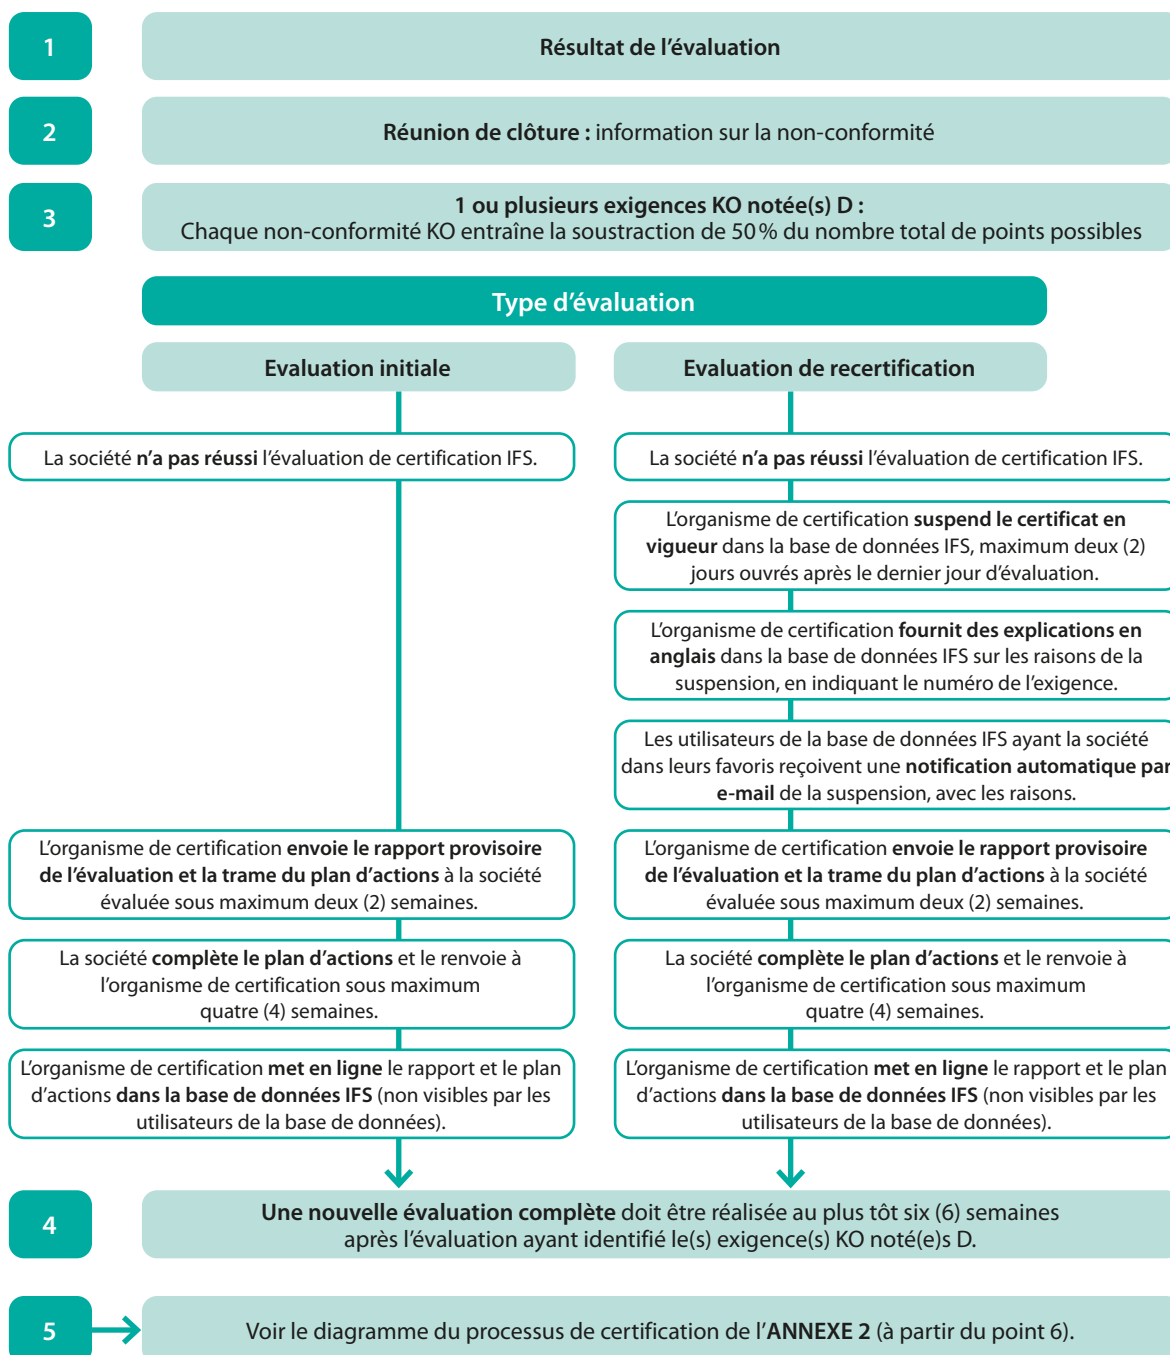 1
Résultat de l’évaluation
2
Réunion de clôture : information sur la non-conformité
3
1 ou plusieurs exigences KO notée(s) D :
Chaque non-conformité KO entraîne la soustraction de 50 % du nombre total de points possibles
Type d’évaluation
Evaluation initiale
La société n’a pas réussi l’évaluation de certification IFS.
L’organisme de certification envoie le rapport provisoire
de l’évaluation et la trame du plan d’actions à la société
évaluée sous maximum deux (2) semaines.
La société complète le plan d’actions et le renvoie à
l’organisme de certification sous maximum
quatre (4) semaines.
L’organisme de certification met en ligne le rapport et le plan
d’actions dans la base de données IFS (non visibles par les
utilisateurs de la base de données).
Evaluation de recertification
La société n’a pas réussi l’évaluation de certification IFS.
L’organisme de certification suspend le certificat en
vigueur dans la base de données IFS, maximum deux (2)
jours ouvrés après le dernier jour d’évaluation.
L’organisme de certification fournit des explications en
anglais dans la base de données IFS sur les raisons de la
suspension, en indiquant le numéro de l’exigence.
Les utilisateurs de la base de données IFS ayant la société
dans leurs favoris reçoivent une notification automatique par
e-mail de la suspension, avec les raisons.
L’organisme de certification envoie le rapport provisoire
de l’évaluation et la trame du plan d’actions à la société
évaluée sous maximum deux (2) semaines.
La société complète le plan d’actions et le renvoie à
l’organisme de certification sous maximum
quatre (4) semaines.
L’organisme de certification met en ligne le rapport et le plan
d’actions dans la base de données IFS (non visibles par les
utilisateurs de la base de données).
4
Une nouvelle évaluation complète doit être réalisée au plus tôt six (6) semaines
après l’évaluation ayant identifié le(s) exigence(s) KO noté(e)s D.
5
Voir le diagramme du processus de certification de l’ANNEXE 2 (à partir du point 6).